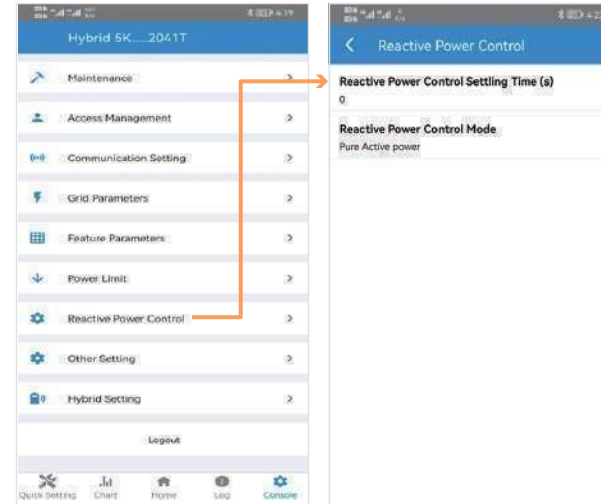 4:19
Hybrid 5K......2041T
Maintenance
Access Management
Communication Setting
Grid Parameters
Feature Parameters
Power Limit
Reactive Power Control
Other Setting
Hybrid Setting
Logout
Quick Setting
Chart
Home
Log
Console
Reactive Power Control
Reactive Power Control Settling Time (s)
0
Reactive Power Control Mode
Pure Active power